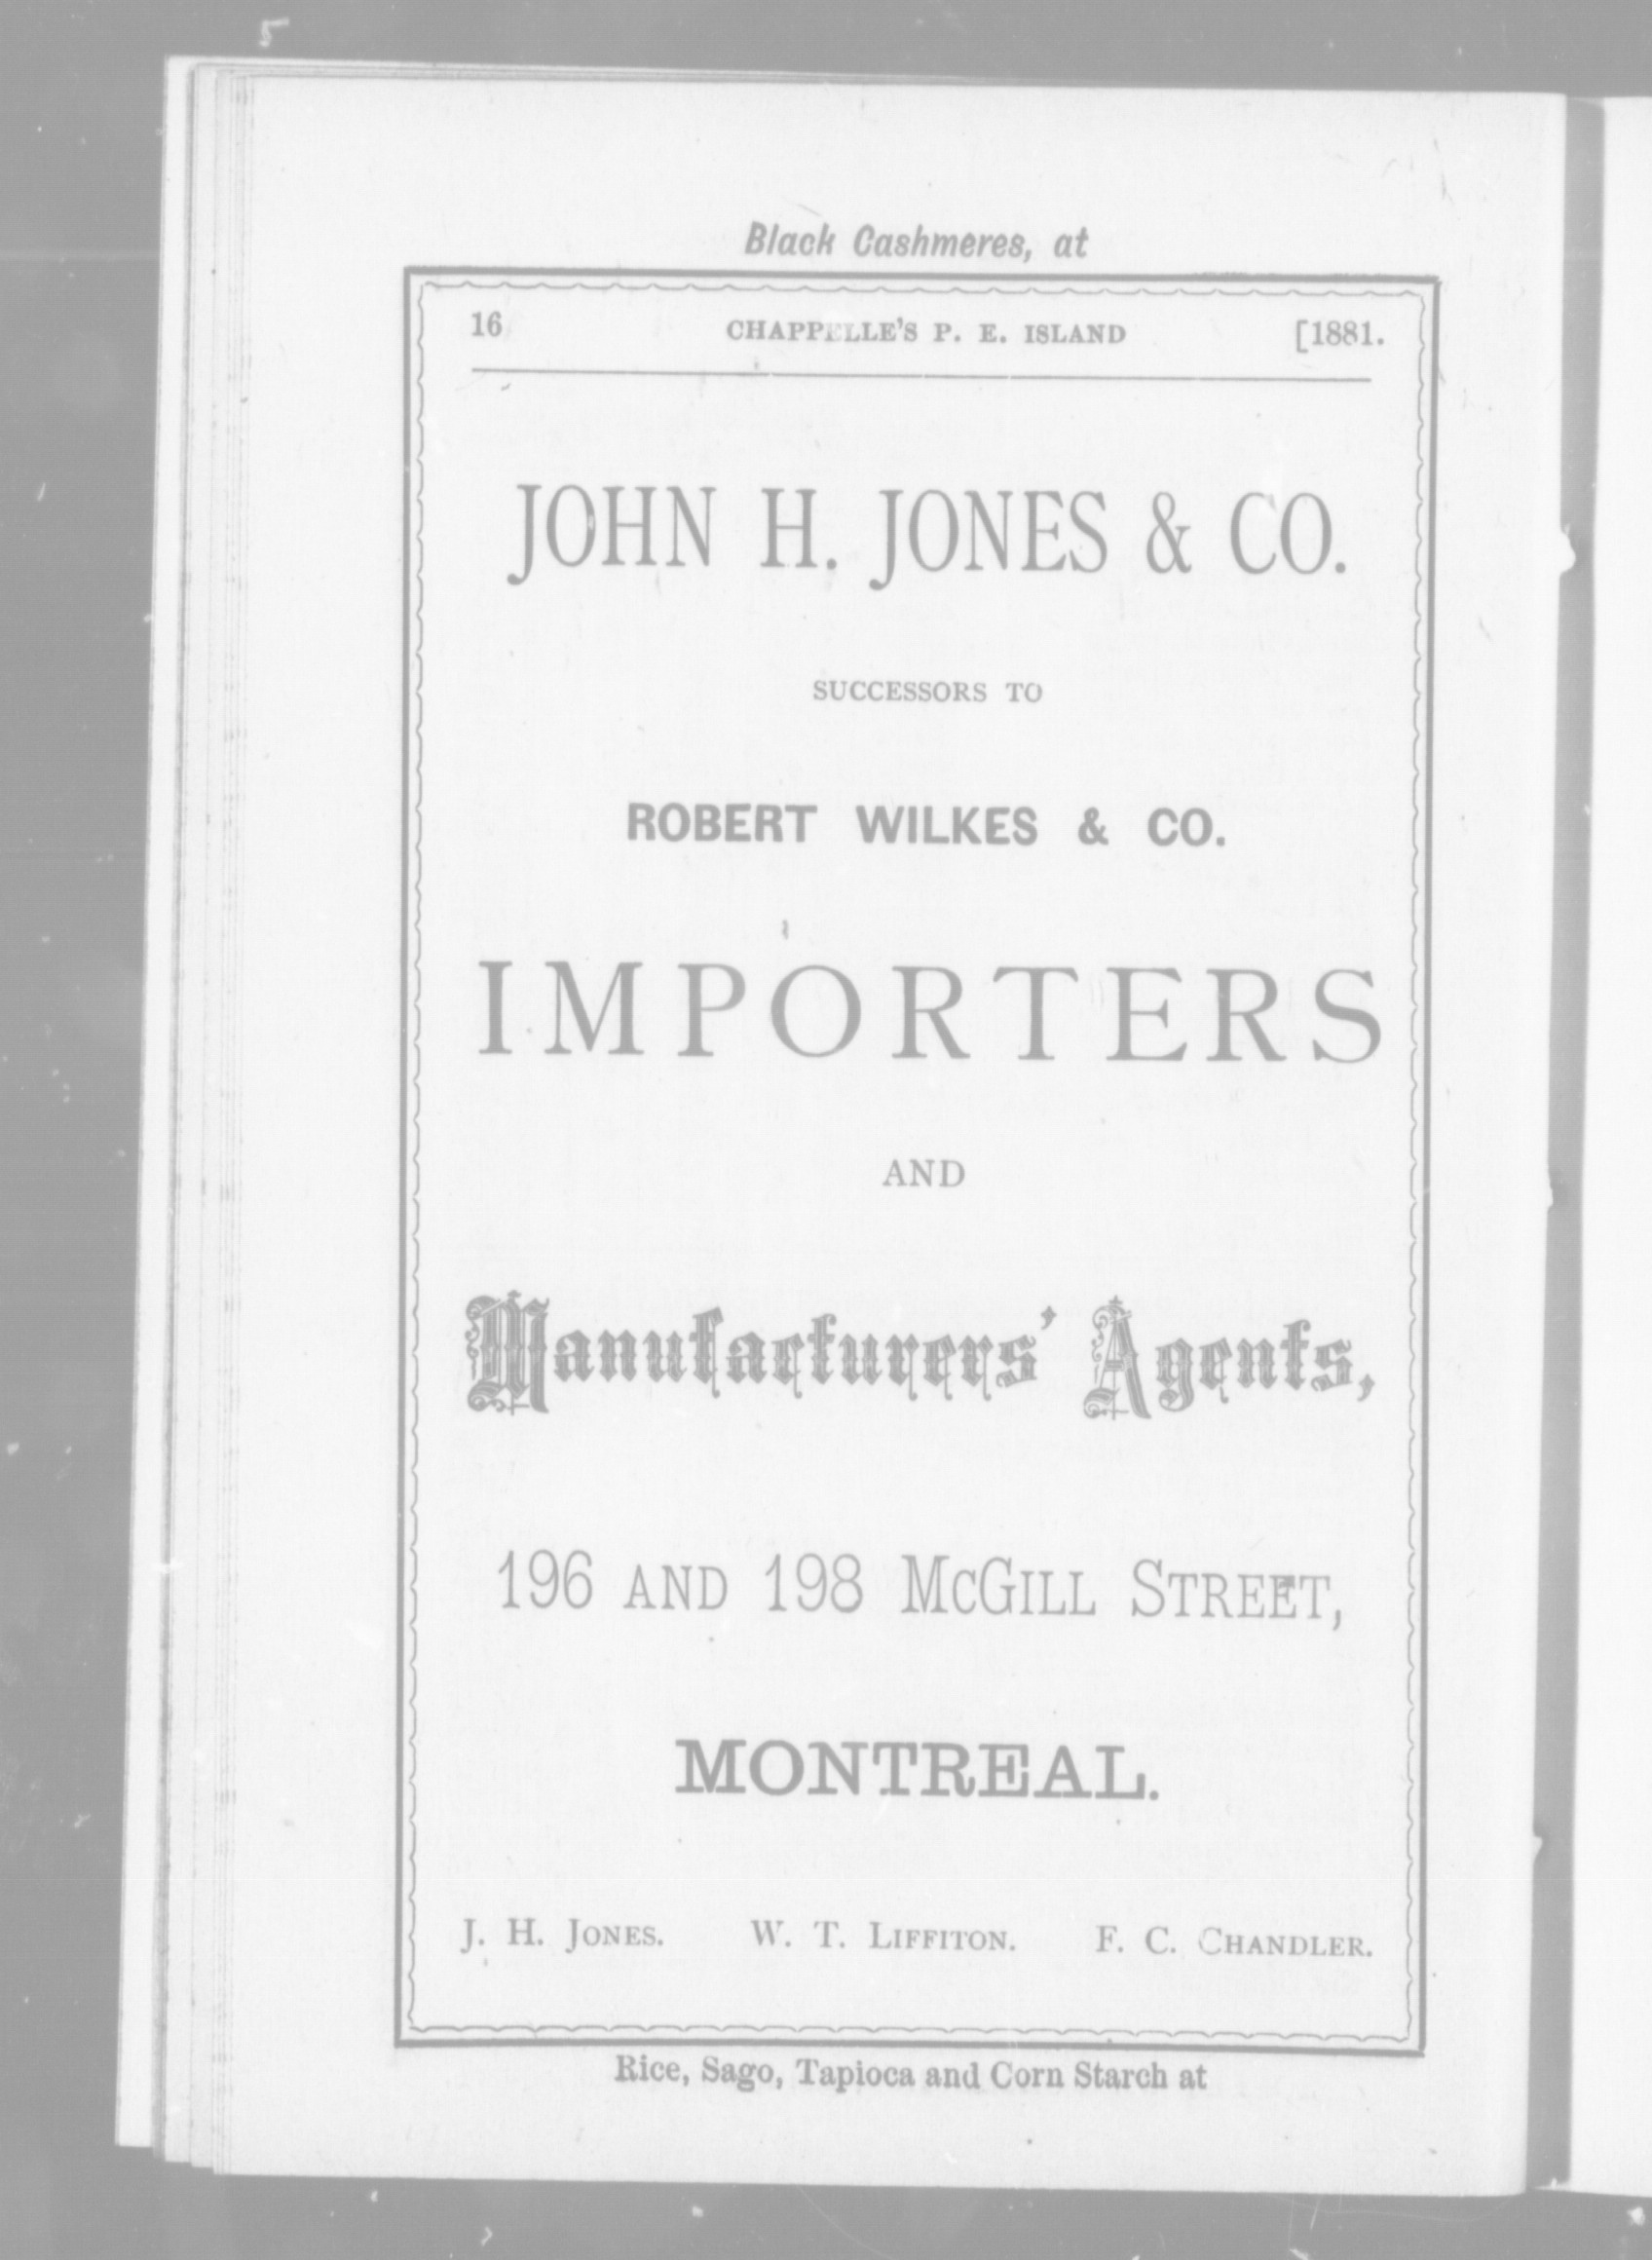 Black Cashmeres, at
16 CHAPPELLE'S P. E. ISLAND [1881.
JOHN H. JONES & CO.
SUCCESSORS TO
ROBERT WILKES & CO.
IMPORTERS
AND
Manufacturers' Agents,
196 AND 198 MCGILL STREET,
MONTREAL.
J. H. JONES. W. T. LIFFITON. F. C. CHANDLER.
Rice, Sago, Tapioca and Corn Starch at